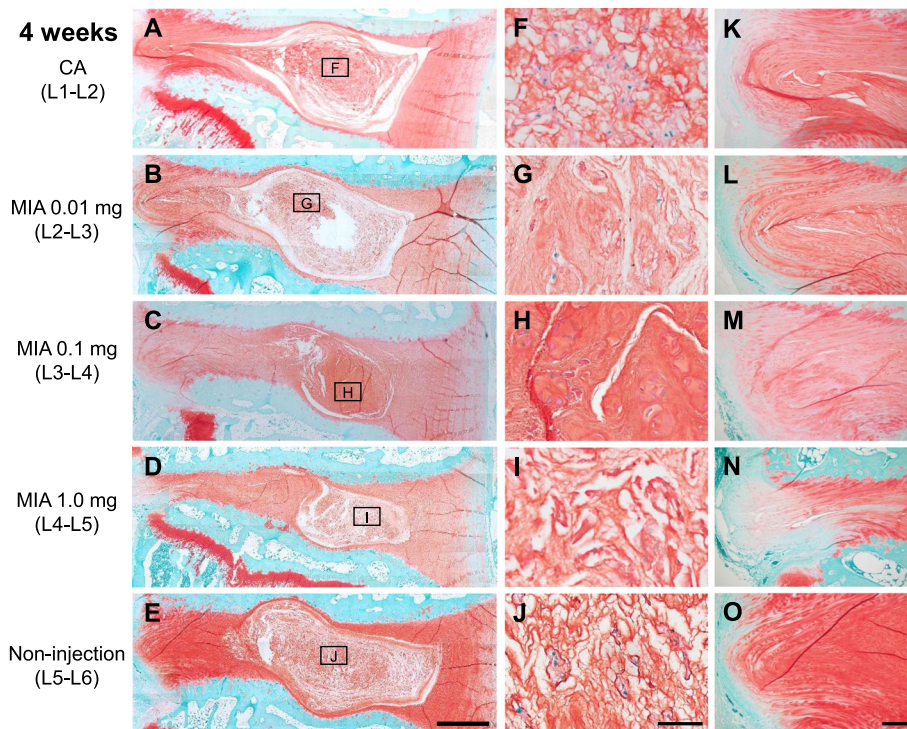 4 weeks
CA
(L1-L2)
A
F
F
K
MIA 0.01 mg
(L2-L3)
B
G
G
L
MIA 0.1 mg
(L3-L4)
C
H
H
M
MIA 1.0 mg
(L4-L5)
D
I
I
N
Non-injection
(L5-L6)
E
J
J
O